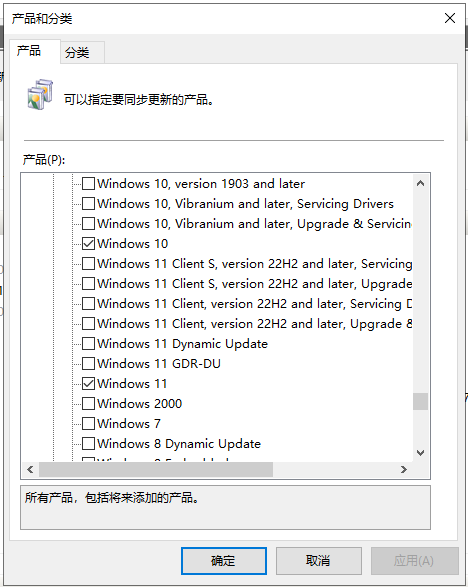 产品和分类
产品
分类
可以指定要同步更新的产品。
产品(P):
Windows 10, version 1903 and later
Windows 10, Vibranium and later, Servicing Drivers
Windows 10, Vibranium and later, Upgrade & Servicin
Windows 10
Windows 11 Client S, version 22H2 and later, Servicing
Windows 11 Client S, version 22H2 and later, Upgrade
Windows 11 Client, version 22H2 and later, Servicing D
Windows 11 Client, version 22H2 and later, Upgrade &
Windows 11 Dynamic Update
Windows 11 GDR-DU
Windows 11
Windows 2000
Windows 7
Windows 8 Dynamic Update
所有产品，包括将来添加的产品。
确定
取消
应用(A)